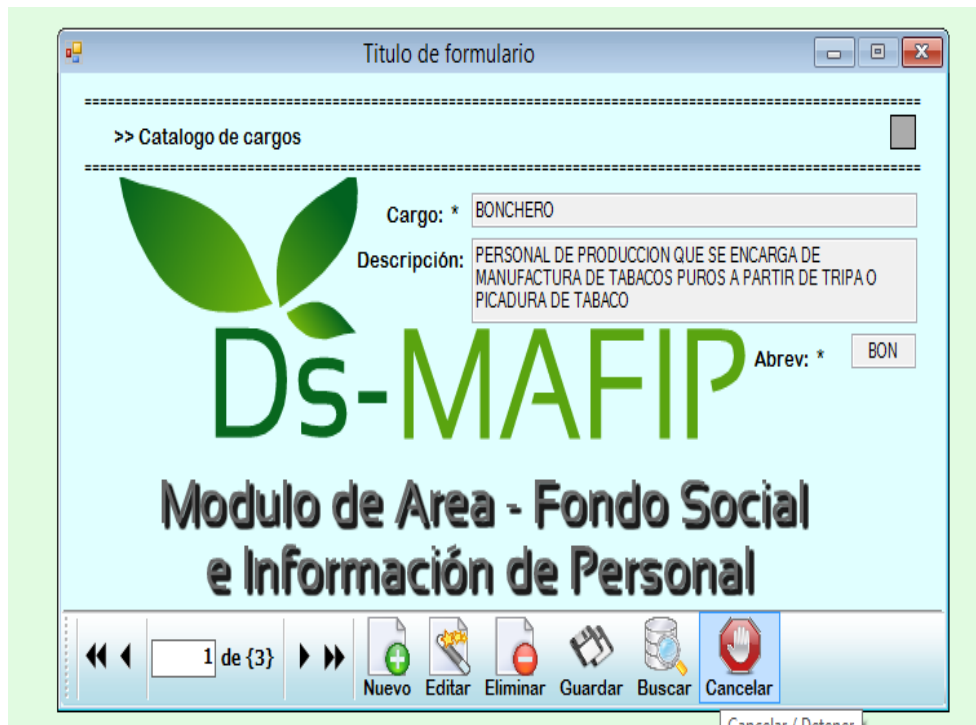 Titulo de formulario
>> Catalogo de cargos
Cargo: * BONCHERO
Descripción: PERSONAL DE PRODUCCION QUE SE ENCARGA DE
MANUFACTURA DE TABACOS PUROS A PARTIR DE TRIPA O
PICADURA DE TABACO
Abrev: * BON
Ds-MAFIP
Modulo de Area - Fondo Social
e Información de Personal
1 de {3}
Nuevo Editar Eliminar Guardar Buscar Cancelar
Cancelar / Detener